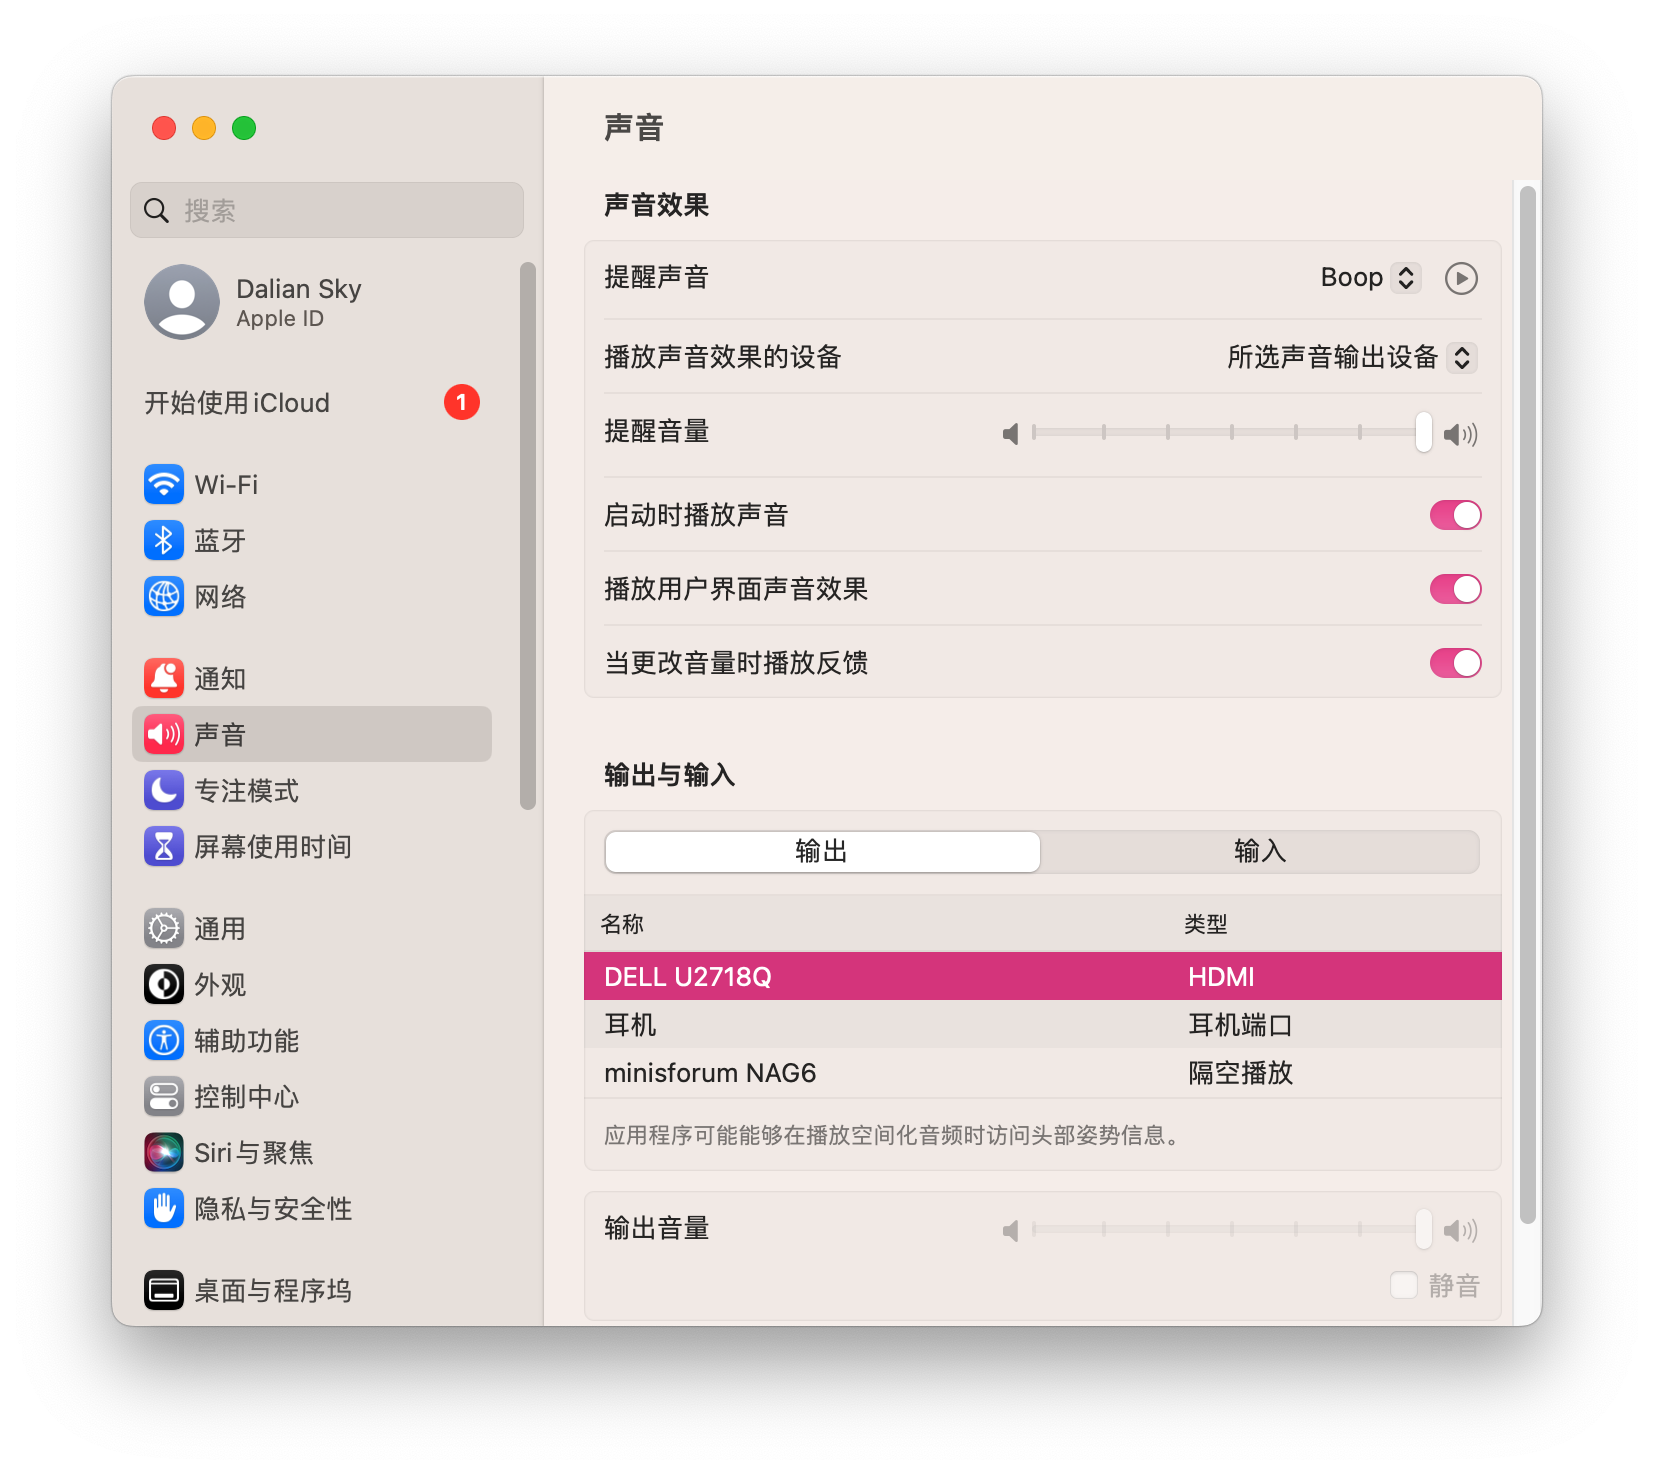 搜索
Dalian Sky
Apple ID
开始使用 iCloud
1
Wi-Fi
蓝牙
网络
通知
声音
专注模式
屏幕使用时间
通用
外观
辅助功能
控制中心
Siri与聚焦
隐私与安全性
桌面与程序坞
声音
声音效果
提醒声音 Boop
播放声音效果的设备 所选声音输出设备
提醒音量
启动时播放声音
播放用户界面声音效果
当更改音量时播放反馈
输出与输入
输出 输入
名称 类型
DELL U2718Q HDMI
耳机 耳机端口
minisforum NAG6 隔空播放
应用程序可能能够在播放空间化音频时访问头部姿势信息。
输出音量
静音